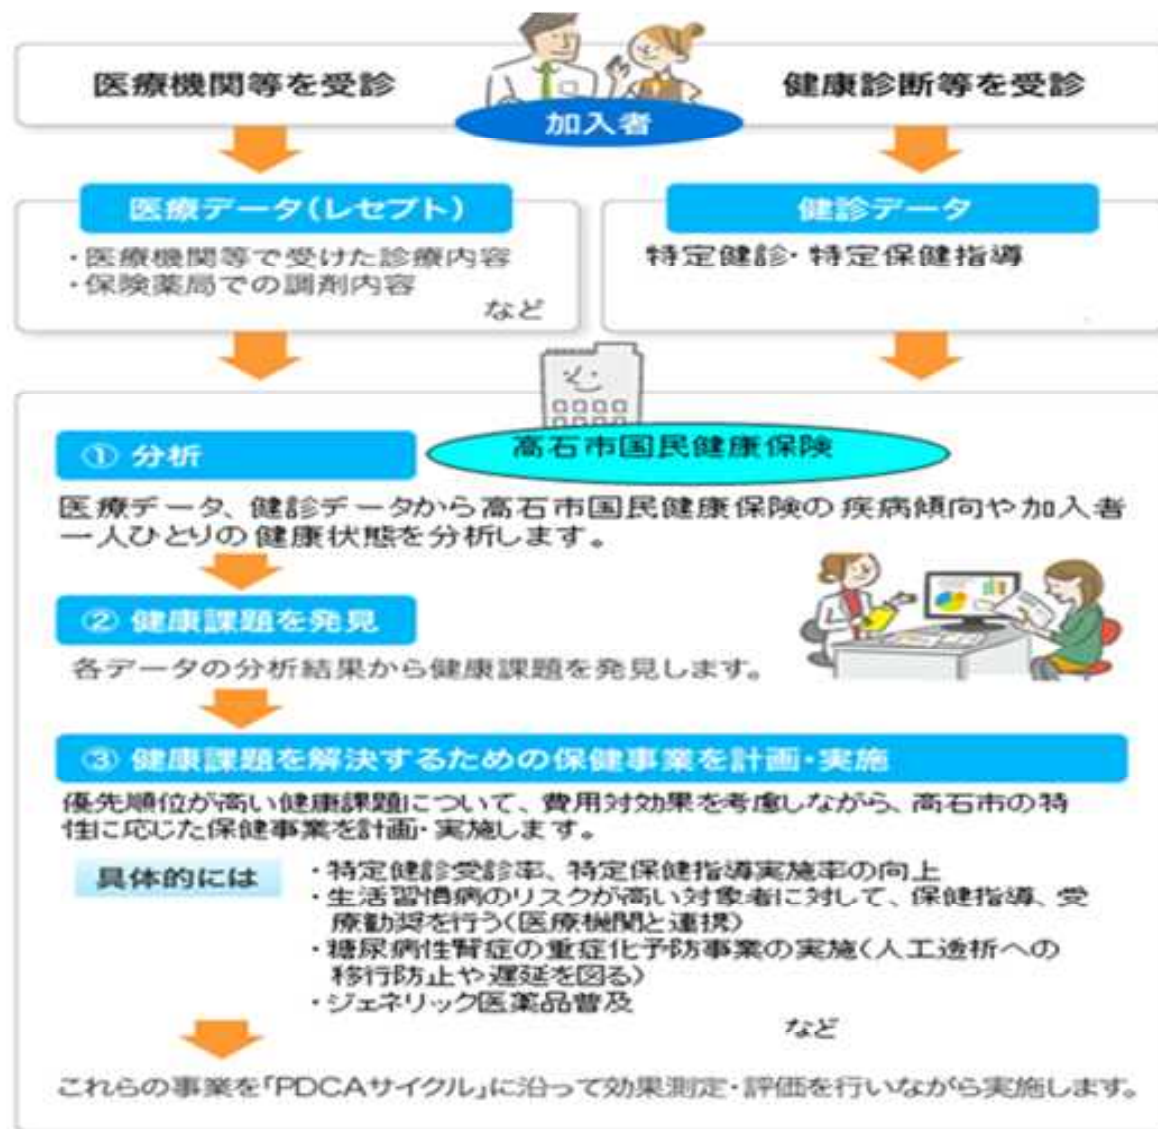 医療機関等を受診
健康診断等を受診
加入者
医療データ(レセプト)
・医療機関等で受けた診療内容
・保険薬局での調剤内容
など
健診データ
特定健診・特定保健指導
高石市国民健康保険
① 分析
医療データ、健診データから高石市国民健康保険の疾病傾向や加入者
一人ひとりの健康状態を分析します。
② 健康課題を発見
各データの分析結果から健康課題を発見します。
③ 健康課題を解決するための保健事業を計画・実施
優先順位が高い健康課題について、費用対効果を考慮しながら、高石市の特
性に応じた保健事業を計画・実施します。
具体的には
・特定健診受診率、特定保健指導実施率の向上
・生活習慣病のリスクが高い対象者に対して、保健指導、受
療勧奨を行う(医療機関と連携)
・糖尿病性腎症の重症化予防事業の実施(人工透析への
移行防止や遅延を図る)
・ジェネリック医薬品普及
など
これらの事業を「PDCAサイクル」に沿って効果測定・評価を行いながら実施します。